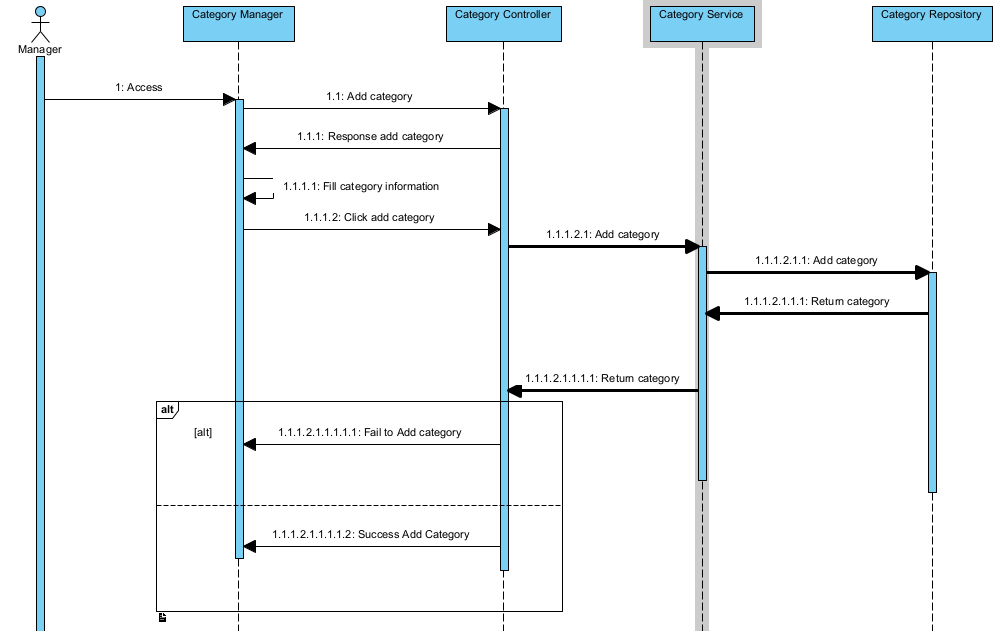 Manager
Category Manager
Category Controller
Category Service
Category Repository
1: Access
1.1: Add category
1.1.1: Response add category
1.1.1.1: Fill category information
1.1.1.2: Click add category
1.1.1.2.1: Add category
1.1.1.2.1.1: Add category
1.1.1.2.1.1.1: Return category
1.1.1.2.1.1.1.1: Return category
alt
[alt]
1.1.1.2.1.1.1.1.1: Fail to Add category
1.1.1.2.1.1.1.1.2: Success Add Category